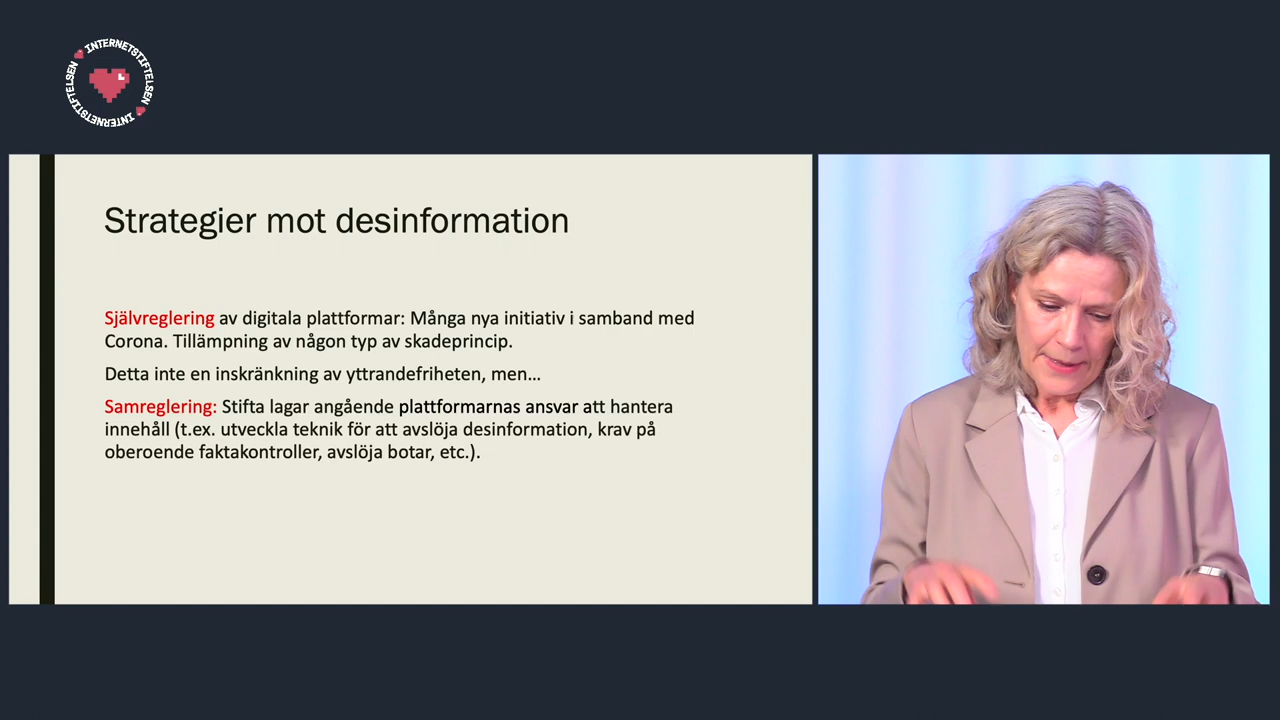 INTERNETSTIFTELSEN
INTERNETSTIFTELSEN
Strategier mot desinformation
Självreglering av digitala plattformar: Många nya initiativ i samband med
Corona. Tillämpning av någon typ av skadeprincip.
Detta inte en inskränkning av yttrandefriheten, men...
Samreglering: Stifta lagar angående plattformarnas ansvar att hantera
innehåll (t.ex. utveckla teknik för att avslöja desinformation, krav på
oberoende faktakontroller, avslöja botar, etc.).